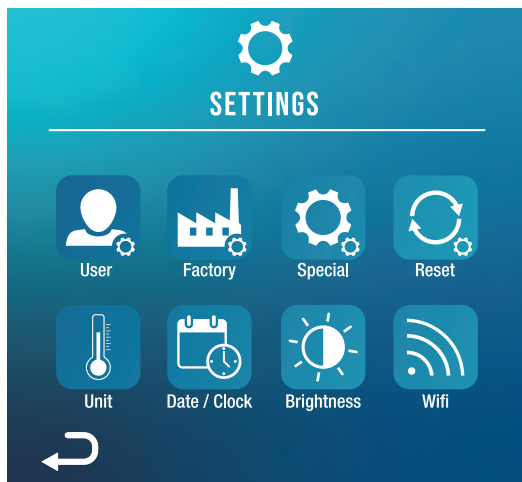 SETTINGS
User Factory Special Reset
Unit Date / Clock Brightness Wifi